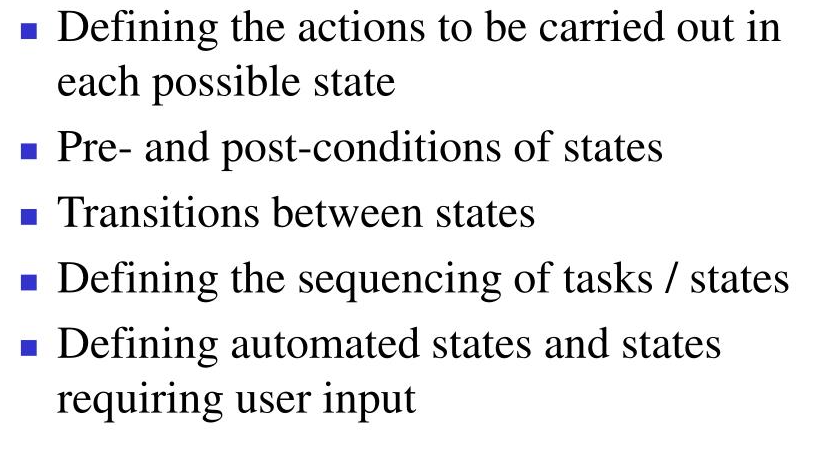 Defining the actions to be carried out in
each possible state
Pre- and post-conditions of states
Transitions between states
Defining the sequencing of tasks / states
Defining automated states and states
requiring user input